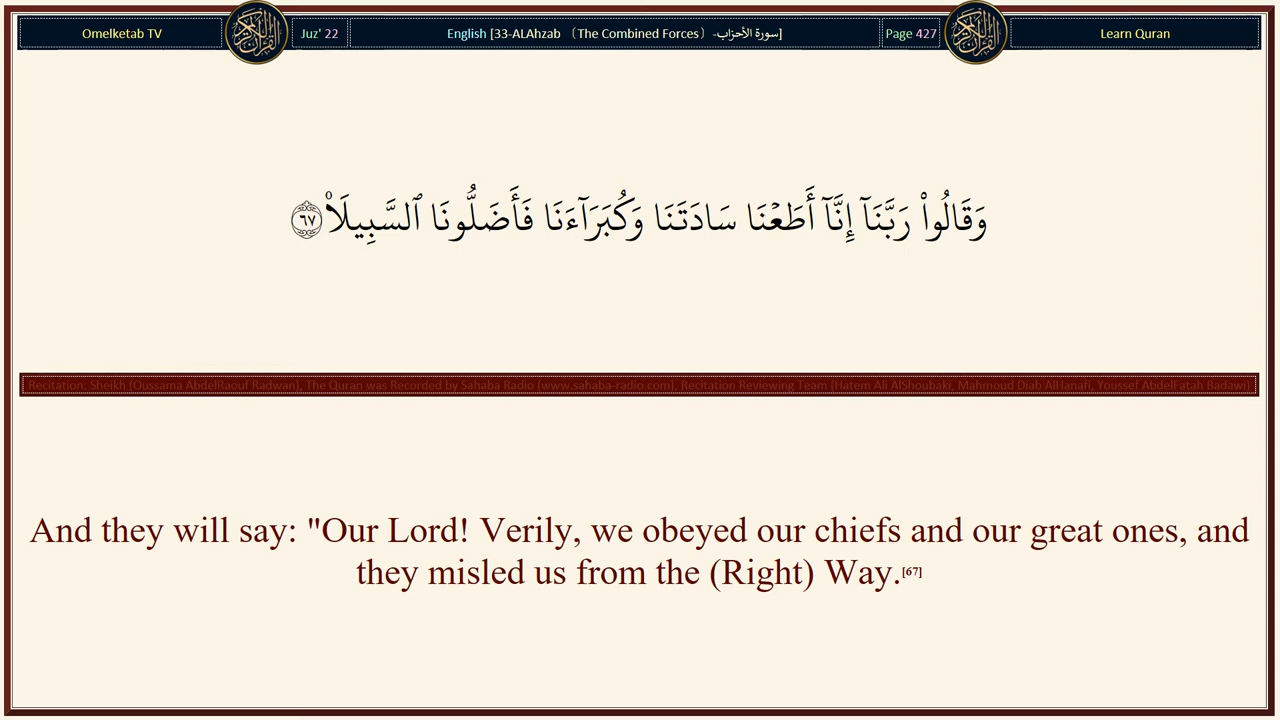 Omelketab TV
Juz' 22
English [33-ALAhzab （The Combined Forces） -سورة الأحزاب]
Page 427
Learn Quran
وَقَالُوا۟ رَبَّنَآ إِنَّآ أَطَعْنَا سَادَتَنَا وَكُبَرَآءَنَا فَأَضَلُّونَا ٱلسَّبِيلَا۠ ٦٧
Recitation: Sheikh (Oussama AbdelRaouf Radwan), The Quran was Recorded by Sahaba Radio (www.sahaba-radio.com), Recitation Reviewing Team (Hatem Ali AlShoubaki, Mahmoud Diab AlHanafi, Youssef AbdelFatah Badawi)
And they will say: "Our Lord! Verily, we obeyed our chiefs and our great ones, and
they misled us from the (Right) Way.[67]